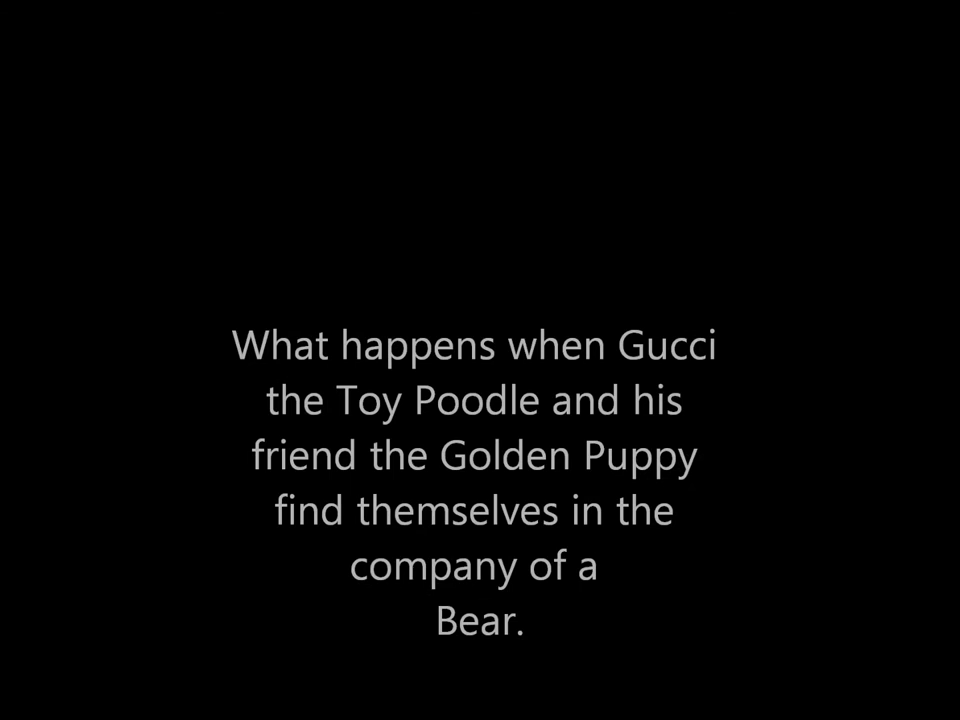 What happens when Gucci
the Toy Poodle and his
friend the Golden Puppy
find themselves in the
company of a
Bear.